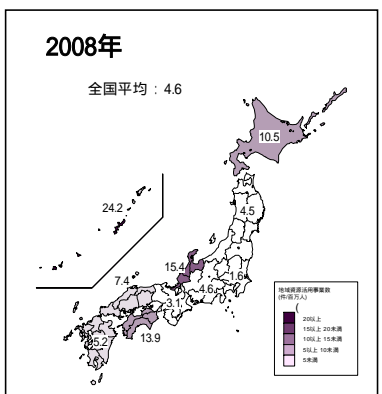 2008年
全国平均：4.6
10.5
24.2
4.5
15.4
7.4
1.6
4.6
3.1
5.2
13.9
地域資源活用事業数
(件/百万人)
(
20以上
15以上 20未満
10以上 15未満
5以上 10未満
5未満